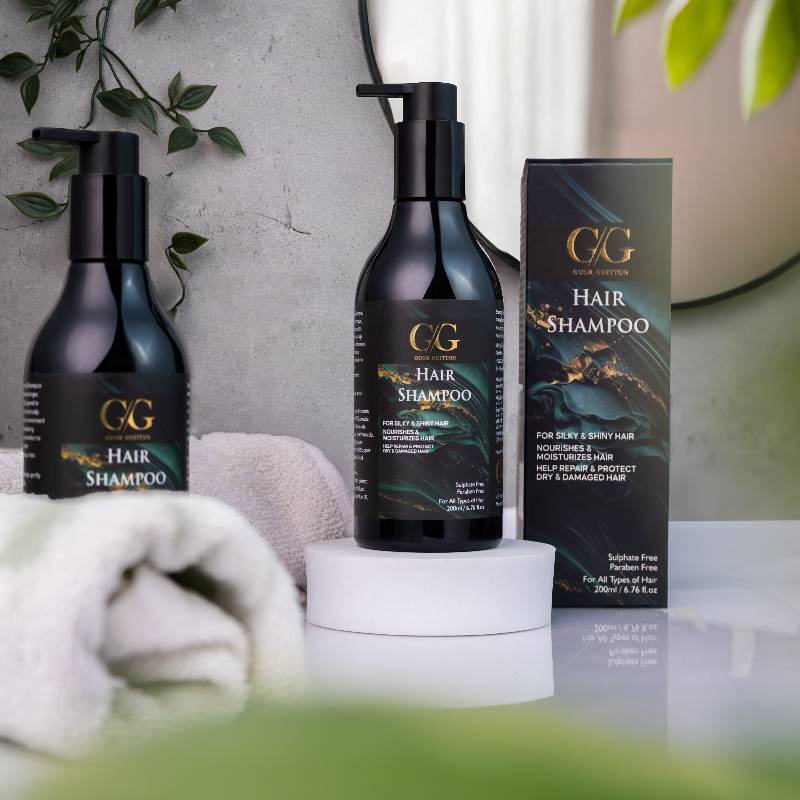 G/G
GUOR GUITTON
HAIR
SHAMPOO
G/G
GUOR GUITTON
HAIR
SHAMPOO
FOR SILKY & SHINY HAIR
NOURISHES &
MOISTURIZES HAIR
HELP REPAIR & PROTECT
DRY & DAMAGED HAIR
Sulphate Free
Paraben Free
For All Types of Hair
200ml / 6.76 fl.oz
G/G
GUOR GUITTON
HAIR
SHAMPOO
FOR SILKY & SHINY HAIR
NOURISHES &
MOISTURIZES HAIR
HELP REPAIR & PROTECT
DRY & DAMAGED HAIR
Sulphate Free
Paraben Free
For All Types of Hair
200ml / 6.76 fl.oz